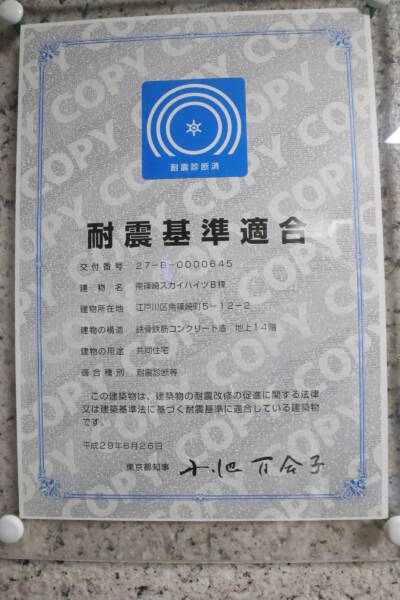 耐震診断済
耐震基準適合
交付番号 27-B-0000645
建物名 南篠崎スカイハイツB棟
建物所在地 江戸川区南篠崎町5-12-2
建物の構造 鉄骨鉄筋コンクリート造 地上14階
建物の用途 共同住宅
適合種別 耐震診断等
この建築物は、建築物の耐震改修の促進に関する法律
又は建築基準法に基づく耐震基準に適合している建築物
です。
平成29年6月26日
東京都知事 小池百合子
COPY COPY COPY